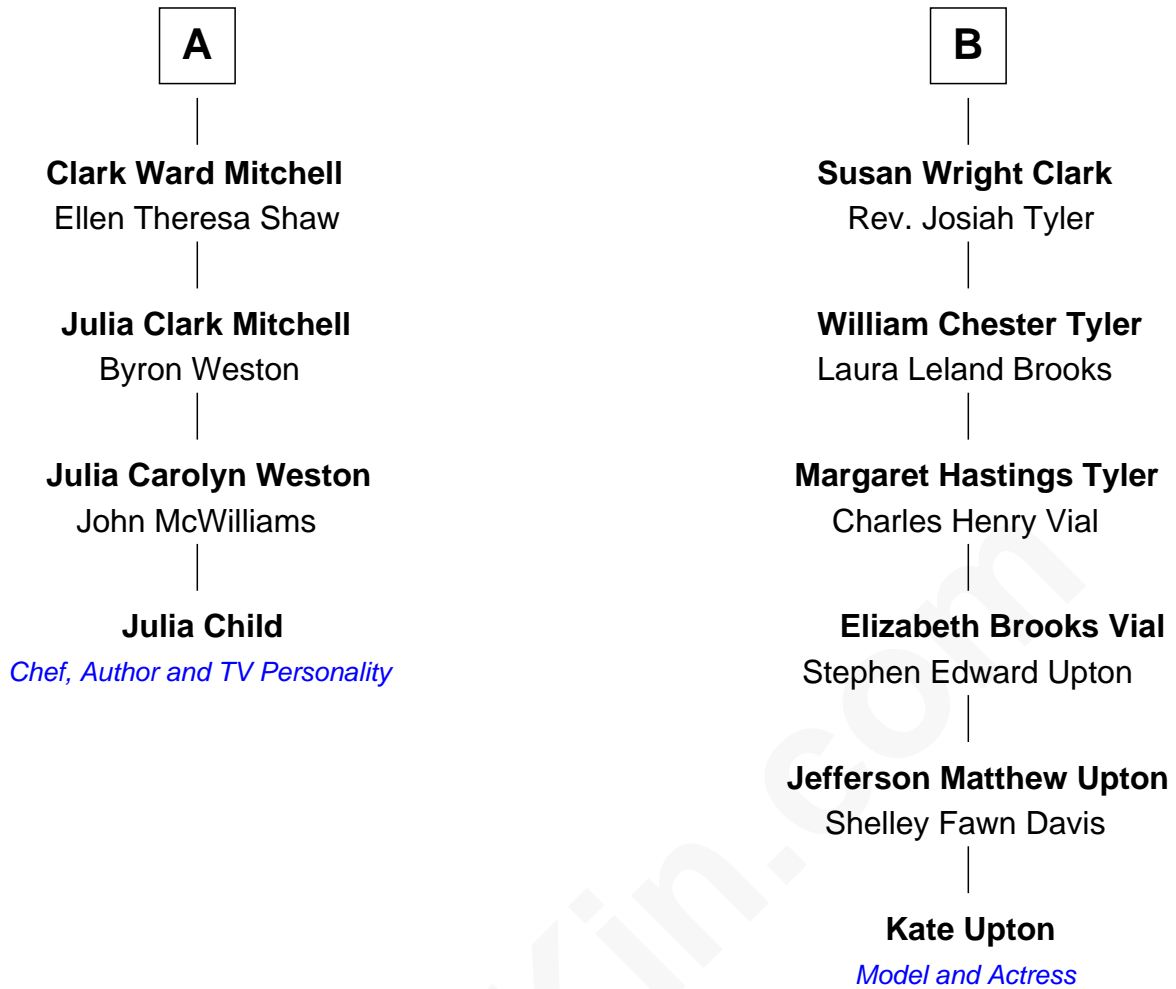 A
Clark Ward Mitchell
Ellen Theresa Shaw
Julia Clark Mitchell
Byron Weston
Julia Carolyn Weston
John McWilliams
Julia Child
Chef, Author and TV Personality
B
Susan Wright Clark
Rev. Josiah Tyler
William Chester Tyler
Laura Leland Brooks
Margaret Hastings Tyler
Charles Henry Vial
Elizabeth Brooks Vial
Stephen Edward Upton
Jefferson Matthew Upton
Shelley Fawn Davis
Kate Upton
Model and Actress